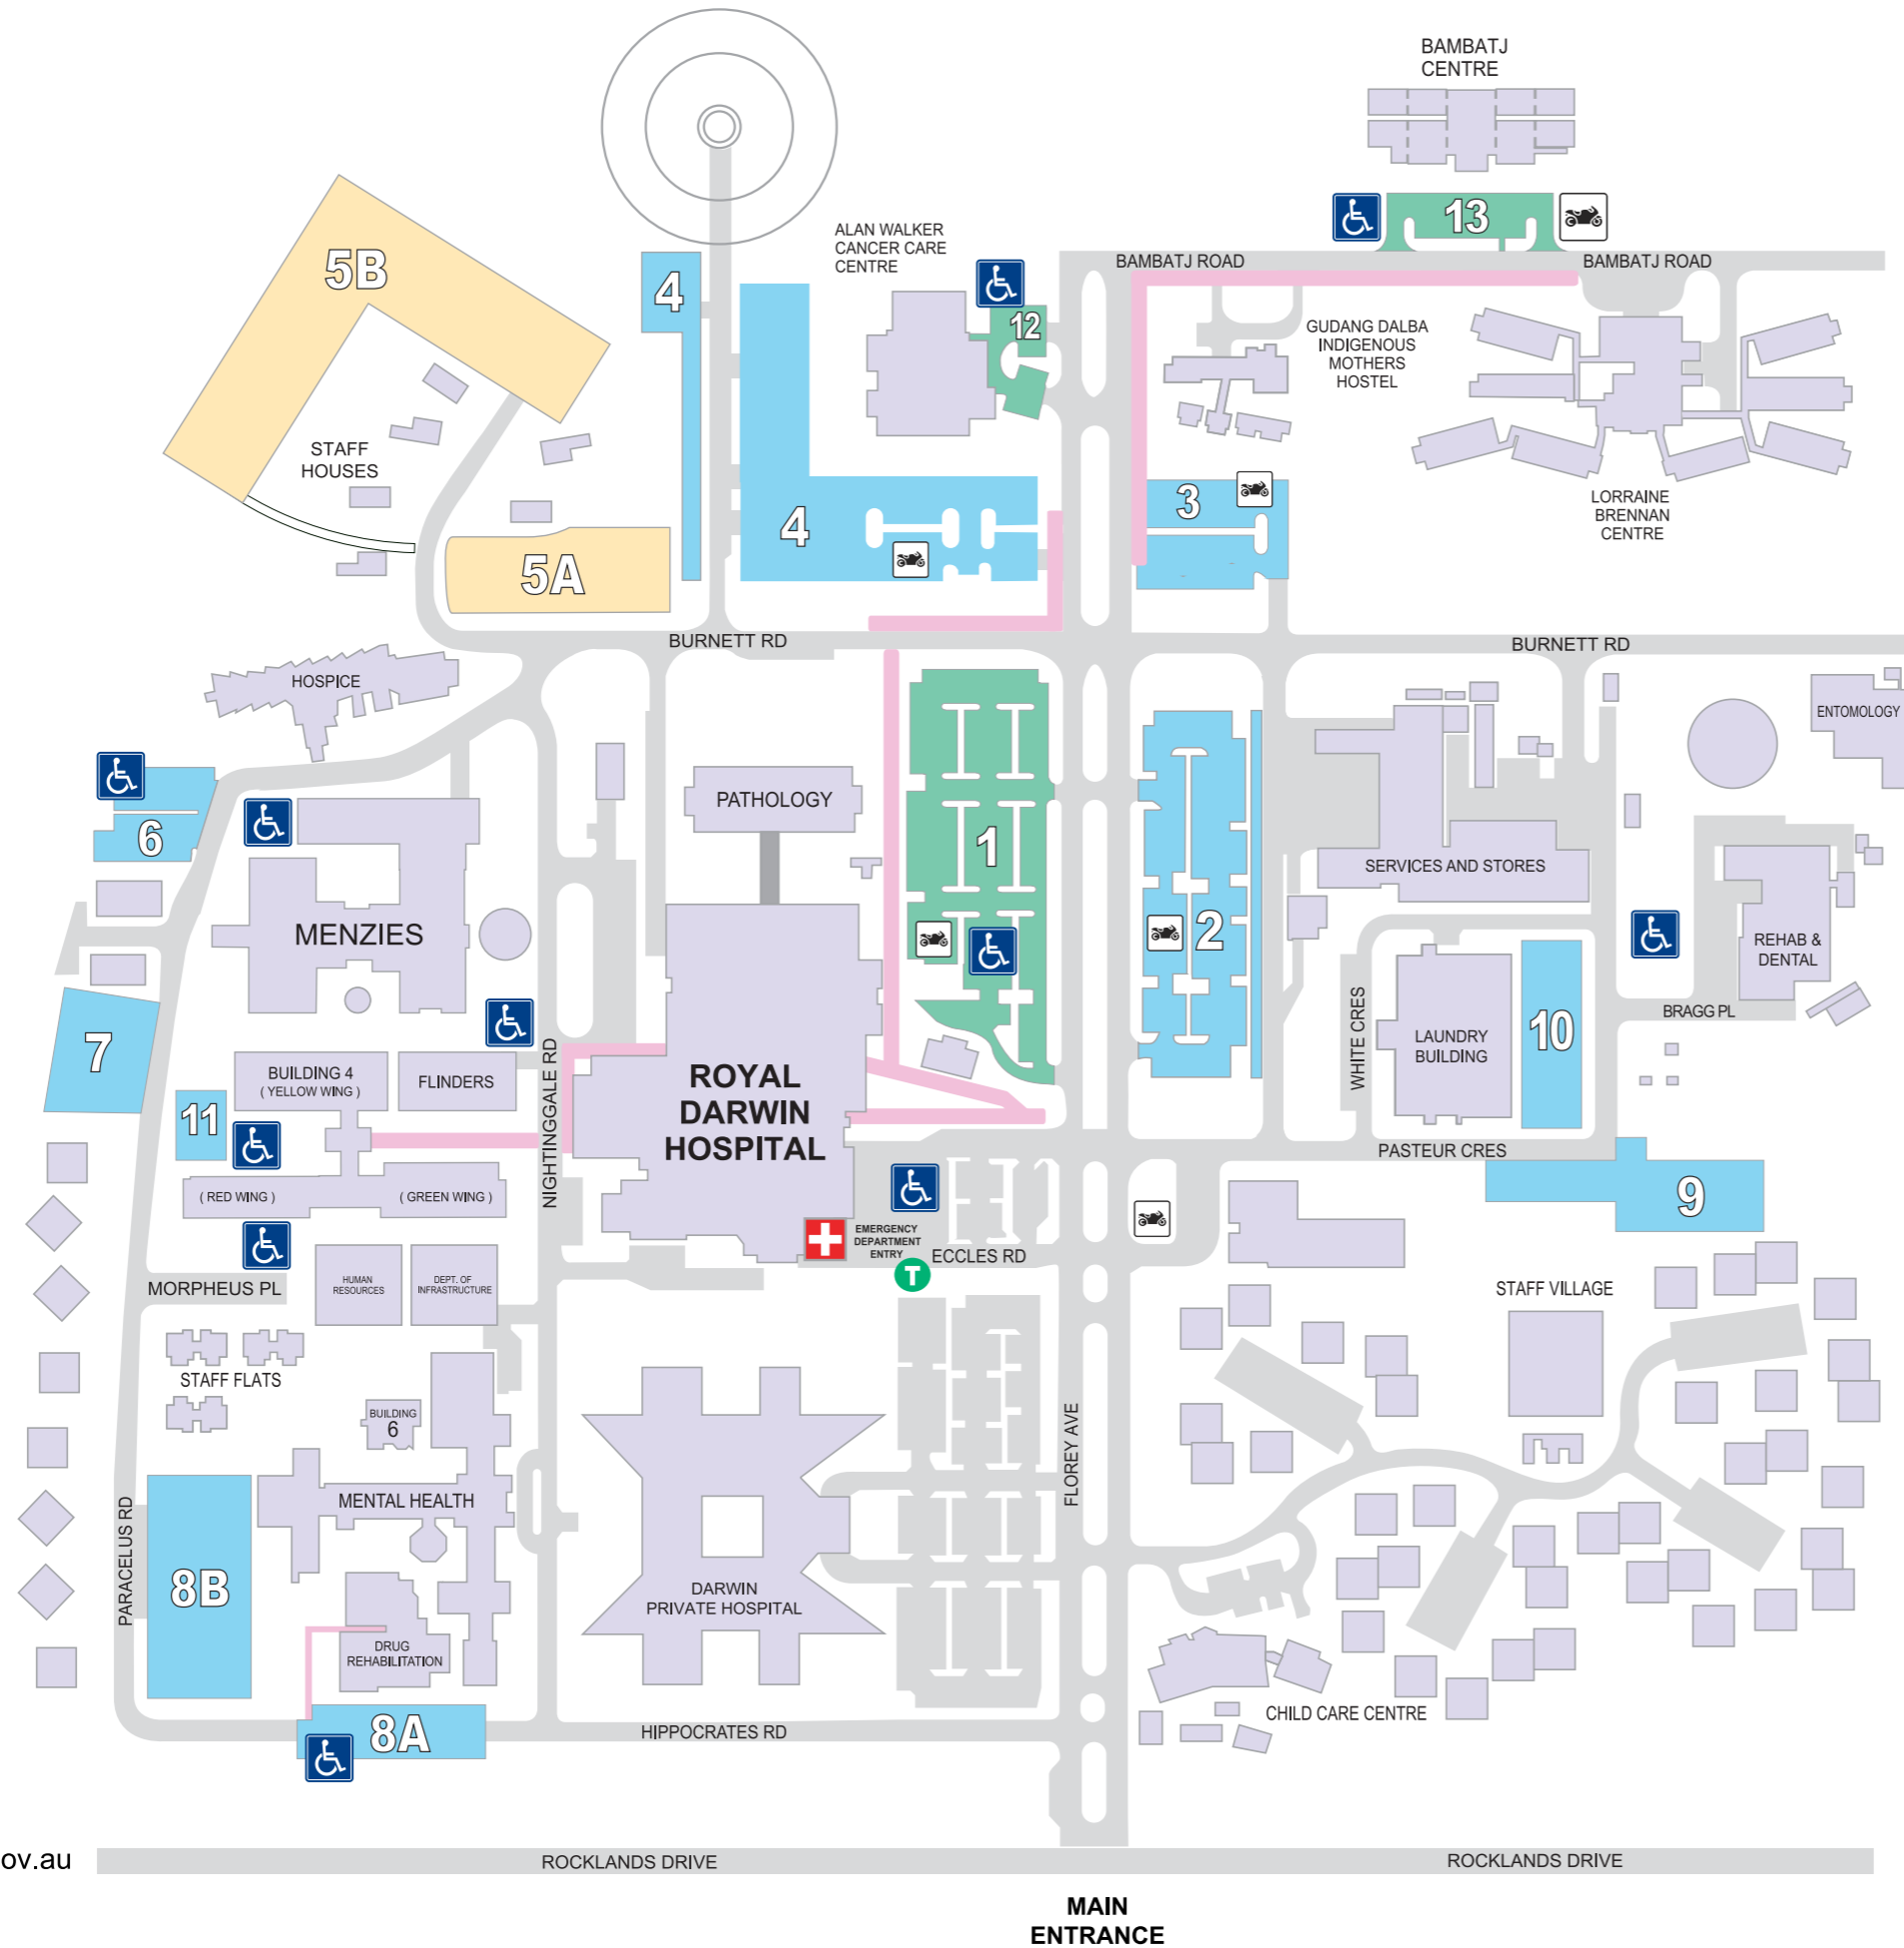 BAMBATJ
CENTRE
13
5B
4
ALAN WALKER
CANCER CARE
CENTRE
BAMBATJ ROAD
BAMBATJ ROAD
12
GUDANG DALBA
INDIGENOUS
MOTHERS
HOSTEL
STAFF
HOUSES
4
3
LORRAINE
BRENNAN
CENTRE
5A
BURNETT RD
BURNETT RD
HOSPICE
ENTOMOLOGY
PATHOLOGY
6
1
SERVICES AND STORES
MENZIES
2
REHAB &
DENTAL
7
WHITE CRES
LAUNDRY
BUILDING
10
BRAGG PL
NIGHTINGGALE RD
BUILDING 4
( YELLOW WING )
FLINDERS
ROYAL
DARWIN
HOSPITAL
11
PASTEUR CRES
( RED WING )
( GREEN WING )
9
EMERGENCY
DEPARTMENT
ENTRY
ECCLES RD
T
MORPHEUS PL
HUMAN
RESOURCES
DEPT. OF
INFRASTRUCTURE
STAFF VILLAGE
STAFF FLATS
BUILDING
6
FLOREY AVE
MENTAL HEALTH
PARACELUS RD
8B
DARWIN
PRIVATE HOSPITAL
DRUG
REHABILITATION
8A
HIPPOCRATES RD
CHILD CARE CENTRE
ov.au
ROCKLANDS DRIVE
ROCKLANDS DRIVE
MAIN
ENTRANCE